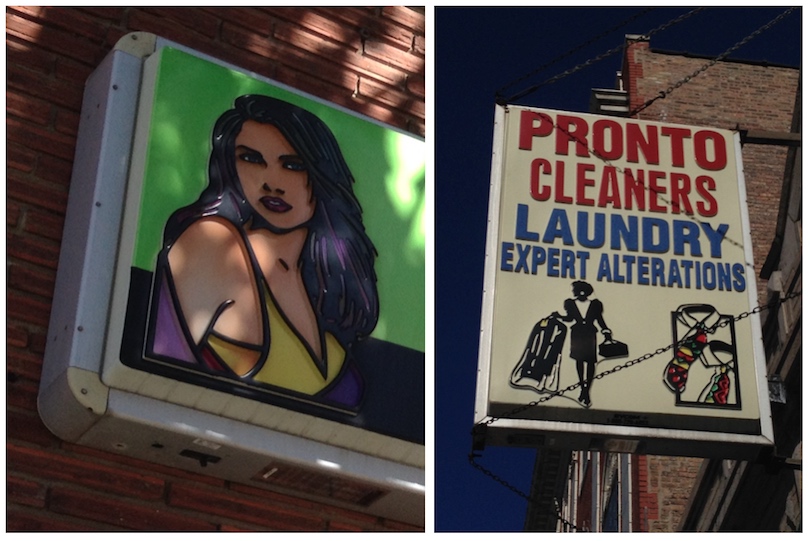 PRONTO
CLEANERS
LAUNDRY
EXPERT ALTERATIONS